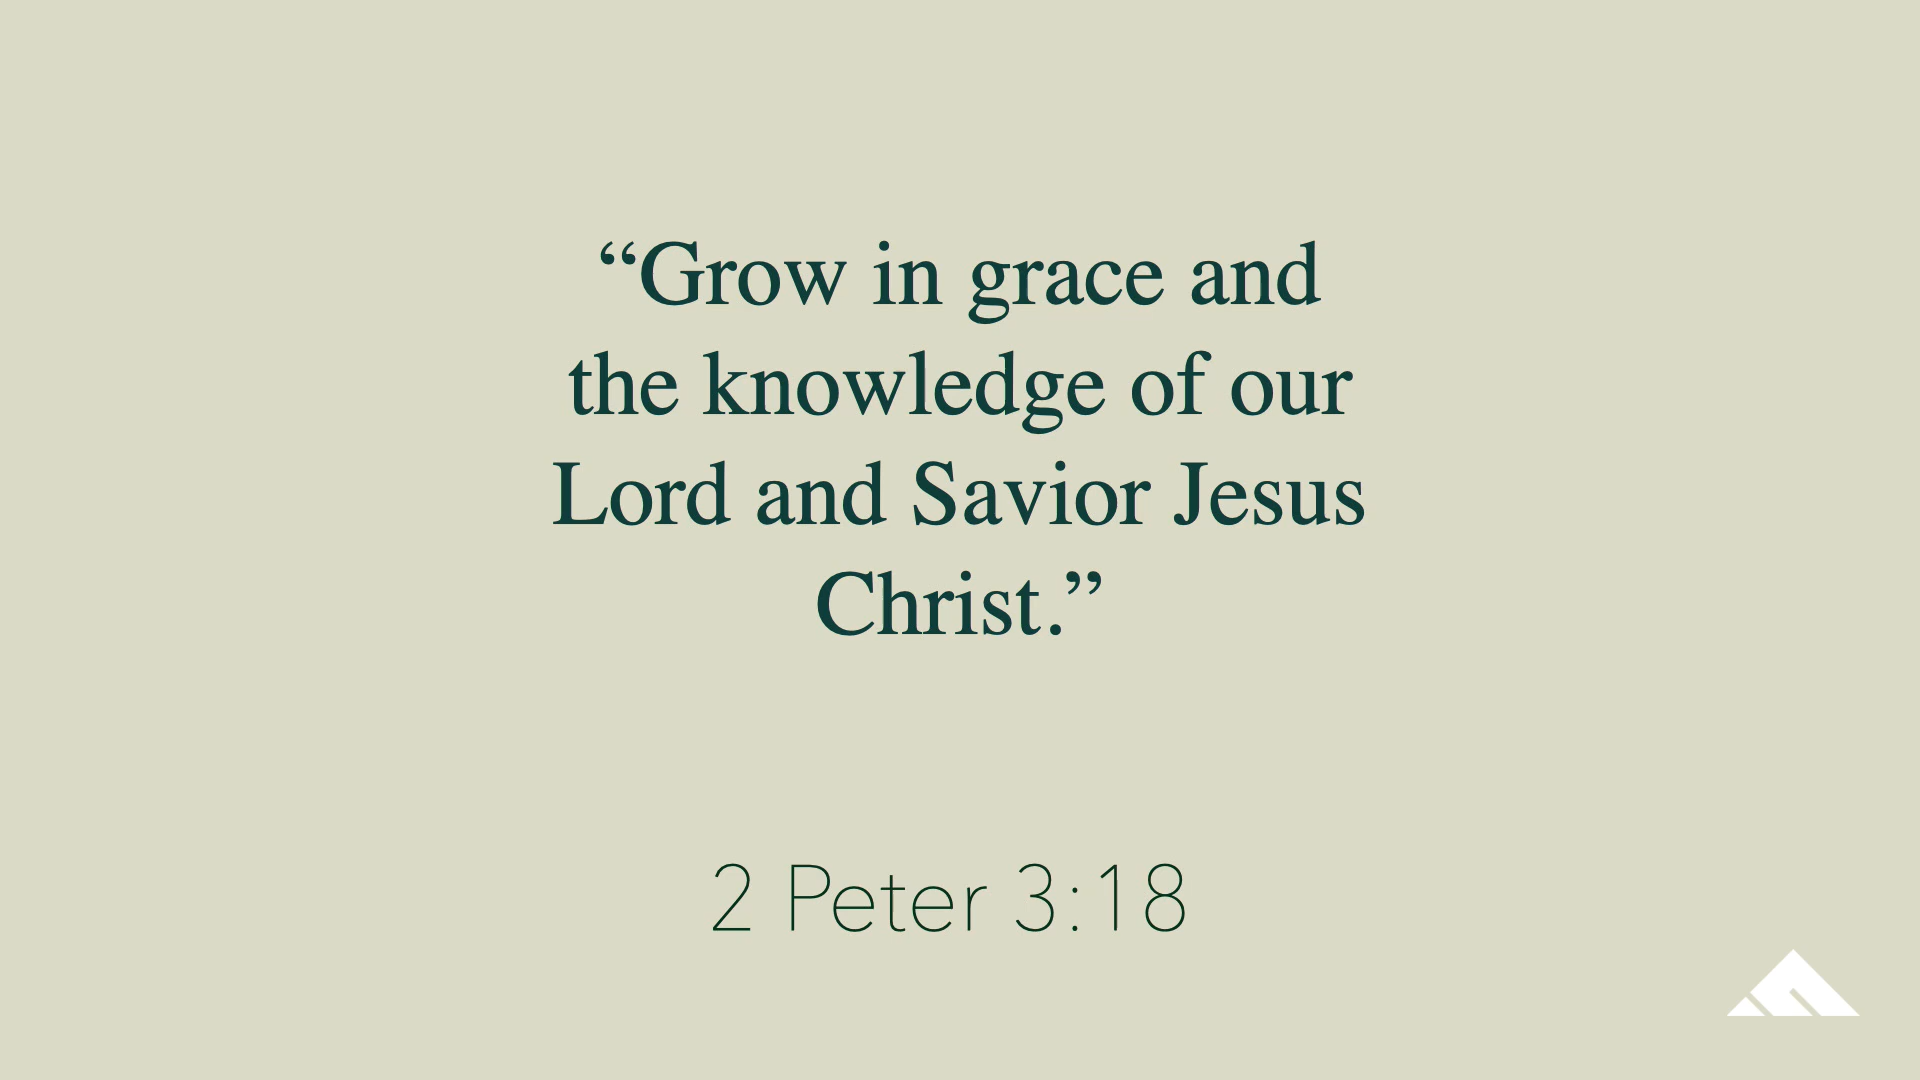 “Grow in grace and
the knowledge of our
Lord and Savior Jesus
Christ.”
2 Peter 3:18